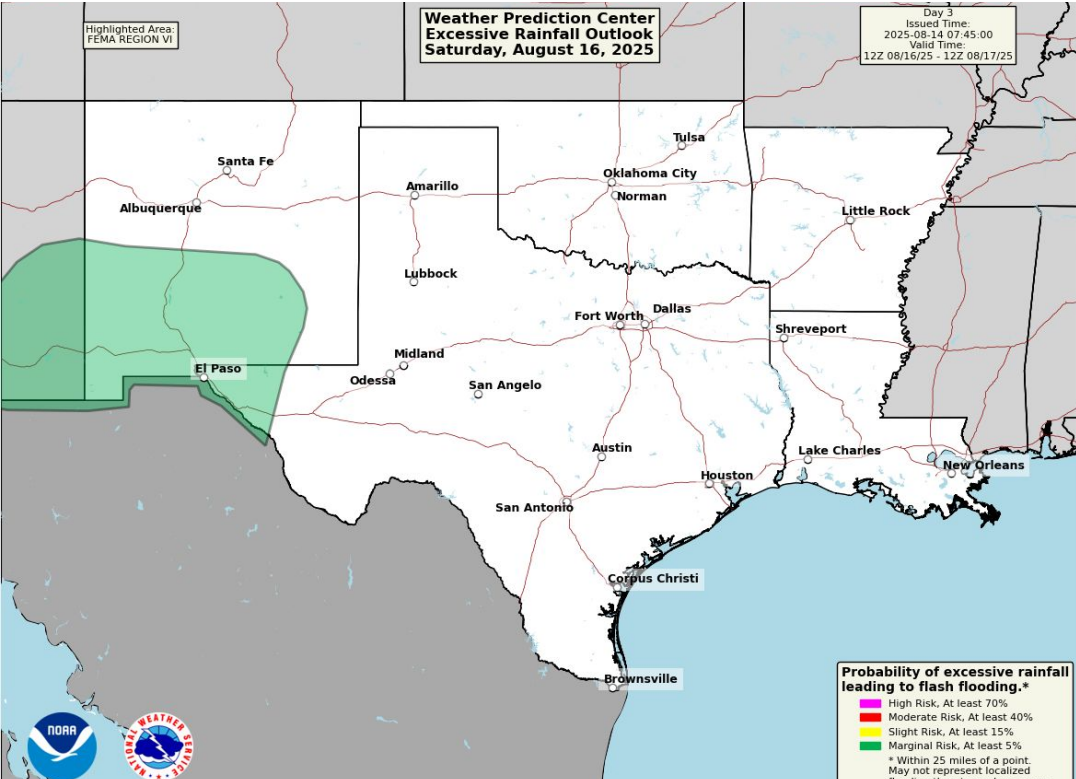 Highlighted Area:
FEMA REGION VI
Weather Prediction Center
Excessive Rainfall Outlook
Saturday, August 16, 2025
Day 3
Issued Time:
2025-08-14 07:45:00
Valid Time:
12Z 08/16/25 - 12Z 08/17/25
Tulsa
Santa Fe
Oklahoma City
Amarillo
Norman
Albuquerque
Little Rock
Lubbock
Dallas
Fort Worth
Shreveport
Midland
El Paso
Odessa
San Angelo
Austin
Lake Charles
New Orleans
Houston
San Antonio
Corpus Christi
Brownsville
Probability of excessive rainfall
leading to flash flooding.*
High Risk, At least 70%
Moderate Risk, At least 40%
Slight Risk, At least 15%
Marginal Risk, At least 5%
* Within 25 miles of a point.
May not represent localized
NOAA
NATIONAL WEATHER SERVICE